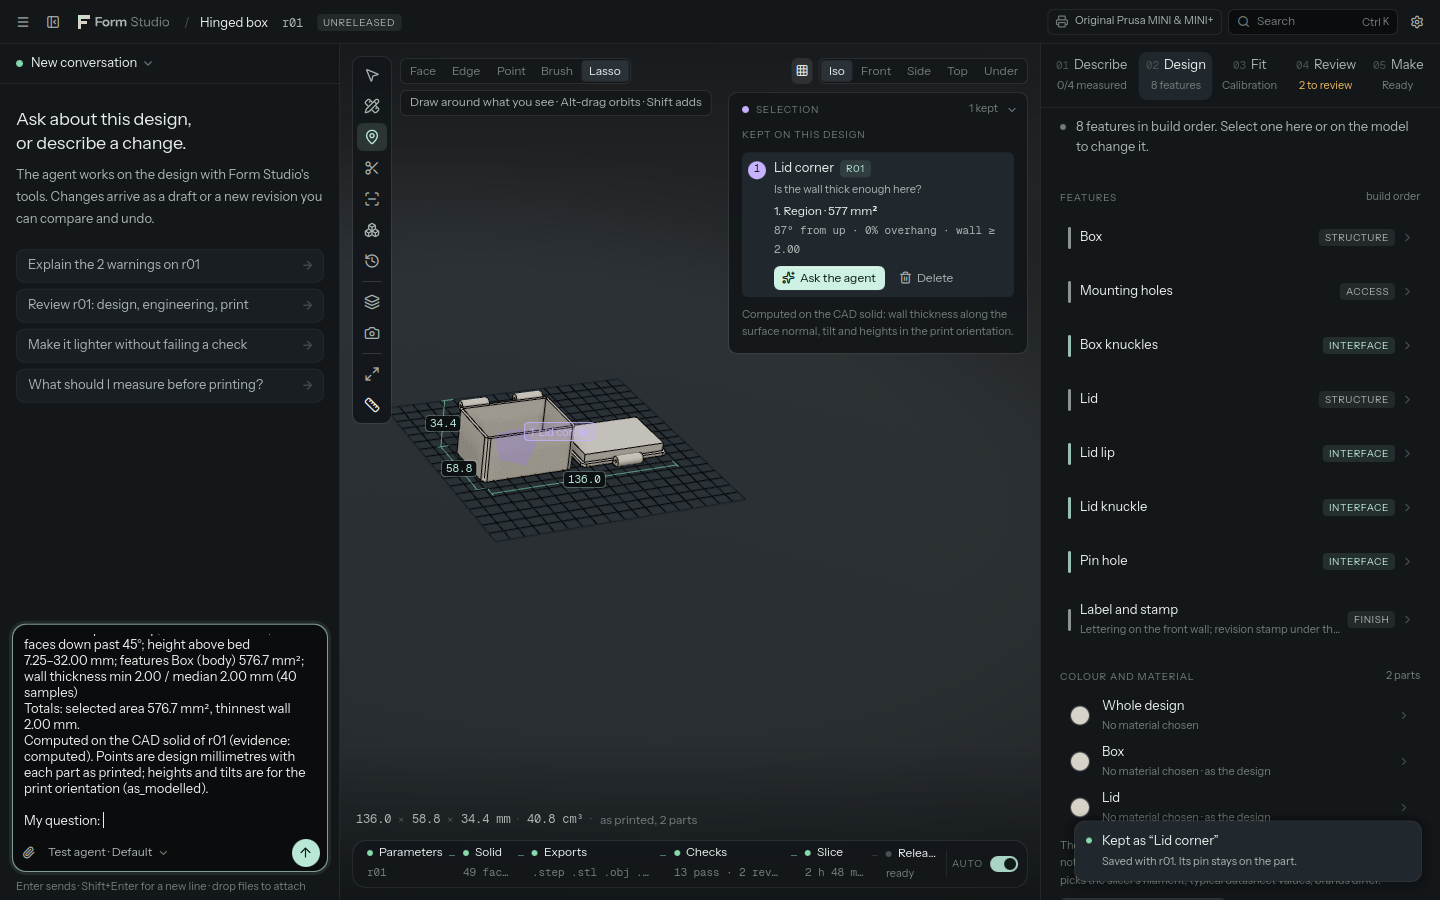 Form Studio / Hinged box r01 UNRELEASED
Original Prusa MINI & MINI+
Search Ctrl K
New conversation
Ask about this design,
or describe a change.
The agent works on the design with Form Studio's
tools. Changes arrive as a draft or a new revision you
can compare and undo.
Explain the 2 warnings on r01
Review r01: design, engineering, print
Make it lighter without failing a check
What should I measure before printing?
faces down past 45°; height above bed
7.25–32.00 mm; features Box (body) 576.7 mm²;
wall thickness min 2.00 / median 2.00 mm (40
samples)
Totals: selected area 576.7 mm², thinnest wall
2.00 mm.
Computed on the CAD solid of r01 (evidence:
computed). Points are design millimetres with
each part as printed; heights and tilts are for the
print orientation (as_modelled).
My question:
Test agent · Default
Enter sends · Shift+Enter for a new line · drop files to attach
Face Edge Point Brush Lasso
Draw around what you see · Alt-drag orbits · Shift adds
Iso Front Side Top Under
SELECTION 1 kept
KEPT ON THIS DESIGN
1 Lid corner R01
Is the wall thick enough here?
1. Region · 577 mm²
87° from up · 0% overhang · wall ≥
2.00
Ask the agent Delete
Computed on the CAD solid: wall thickness along the
surface normal, tilt and heights in the print orientation.
34.4
58.8
136.0
136.0 × 58.8 × 34.4 mm · 40.8 cm³ · as printed, 2 parts
Parameters Solid Exports Checks Slice Relea…
r01 49 fac… .step .stl .obj … 13 pass · 2 rev… 2 h 48 m… ready
AUTO
01 Describe 02 Design 03 Fit 04 Review 05 Make
0/4 measured 8 features Calibration 2 to review Ready
8 features in build order. Select one here or on the model
to change it.
FEATURES build order
Box STRUCTURE
Mounting holes ACCESS
Box knuckles INTERFACE
Lid STRUCTURE
Lid lip INTERFACE
Lid knuckle INTERFACE
Pin hole INTERFACE
Label and stamp FINISH
Lettering on the front wall; revision stamp under th…
COLOUR AND MATERIAL 2 parts
Whole design
No material chosen
Box
No material chosen · as the design
Lid
No material chosen · as the design
Kept as “Lid corner”
Saved with r01. Its pin stays on the part.